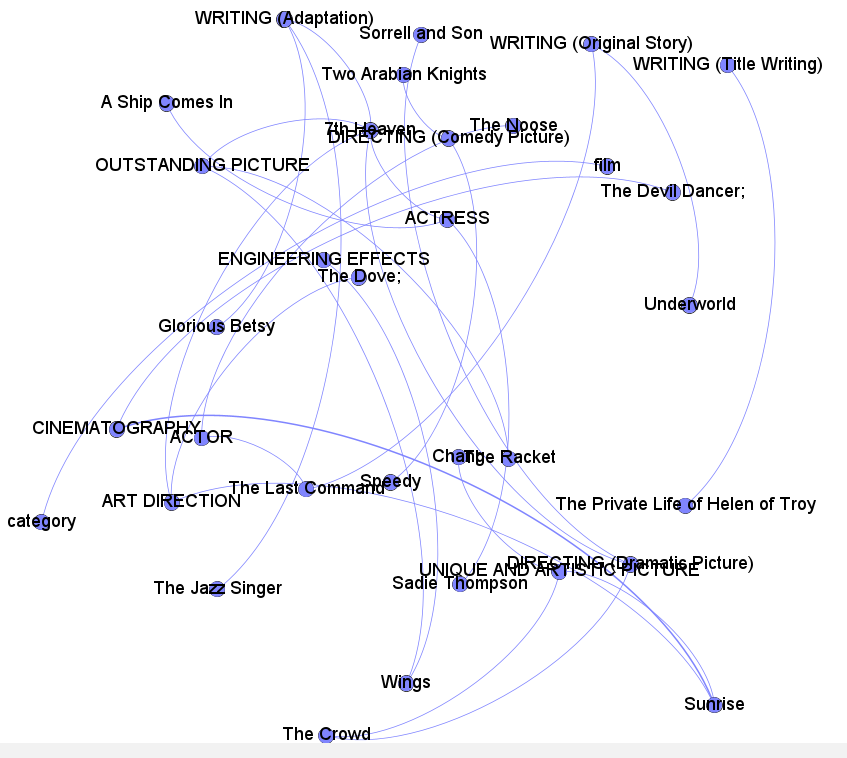 WRITING (Adaptation)
Sorrell and Son
WRITING (Original Story)
WRITING (Title Writing)
Two Arabian Knights
A Ship Comes In
7th Heaven
The Noose
DIRECTING (Comedy Picture)
OUTSTANDING PICTURE
film
The Devil Dancer;
ACTRESS
ENGINEERING EFFECTS
The Dove;
Underworld
Glorious Betsy
CINEMATOGRAPHY
ACTOR
Chang
The Racket
Speedy
The Last Command
ART DIRECTION
The Private Life of Helen of Troy
category
DIRECTING (Dramatic Picture)
UNIQUE AND ARTISTIC PICTURE
Sadie Thompson
The Jazz Singer
Wings
Sunrise
The Crowd